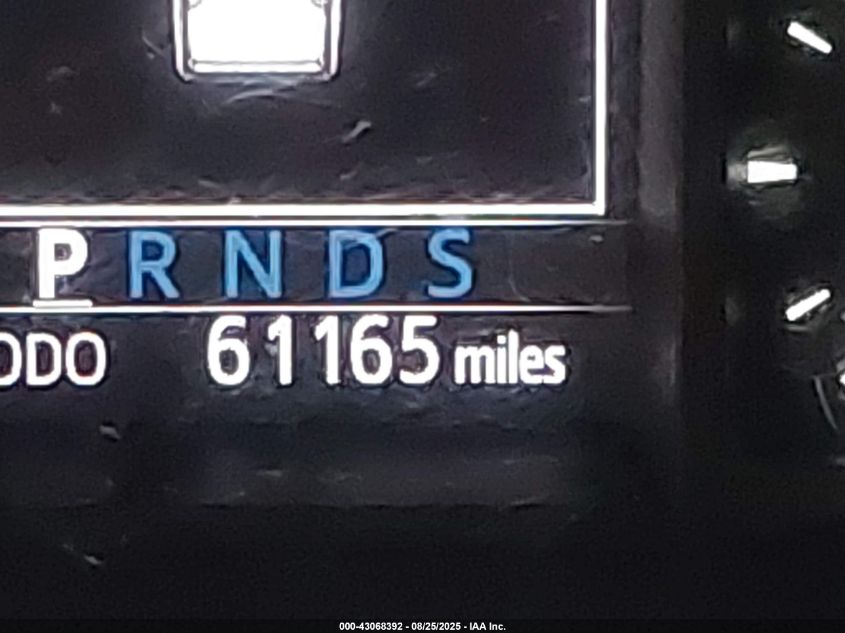 P R N D S
ODO 61165 miles
000-43068392 - 08/25/2025 - IAA Inc.